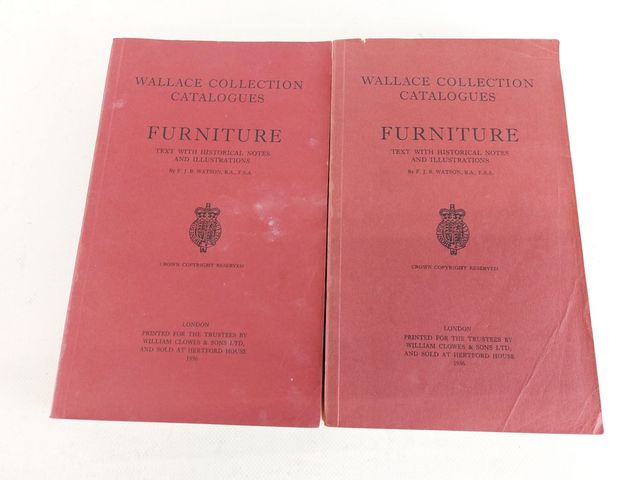 WALLACE COLLECTION
CATALOGUES
FURNITURE
TEXT WITH HISTORICAL NOTES
AND ILLUSTRATIONS
By F. J. B. WATSON, B.A., F.S.A.
CROWN COPYRIGHT RESERVED
LONDON
PRINTED FOR THE TRUSTEES BY
WILLIAM CLOWES & SONS LTD,
AND SOLD AT HERTFORD HOUSE
1956
WALLACE COLLECTION
CATALOGUES
FURNITURE
TEXT WITH HISTORICAL NOTES
AND ILLUSTRATIONS
By F. J. B. WATSON, B.A., F.S.A.
CROWN COPYRIGHT RESERVED
LONDON
PRINTED FOR THE TRUSTEES BY
WILLIAM CLOWES & SONS LTD,
AND SOLD AT HERTFORD HOUSE
1956